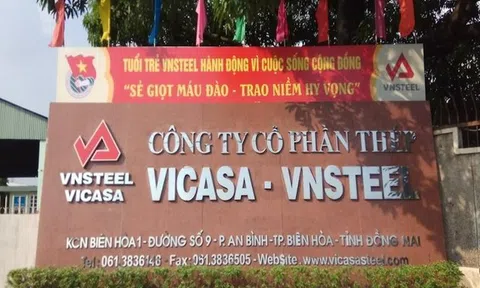 TUỔI TRẺ VNSTEEL HÀNH ĐỘNG VÌ CUỘC SỐNG CỘNG ĐỒNG
"SẺ GIỌT MÁU ĐÀO - TRAO NIỀM HY VỌNG"
VNSTEEL
VNSTEEL
VICASA
CÔNG TY CỔ PHẦN THÉP
VICASA - VNSTEEL
KCN BIÊN HÒA 1 - ĐƯỜNG SỐ 9 - P. AN BÌNH - TP. BIÊN HÒA - TỈNH ĐỒNG NAI
Tel: 061.3836148 - Fax: 061.3836505 - WebSite: www.vicasasteel.com